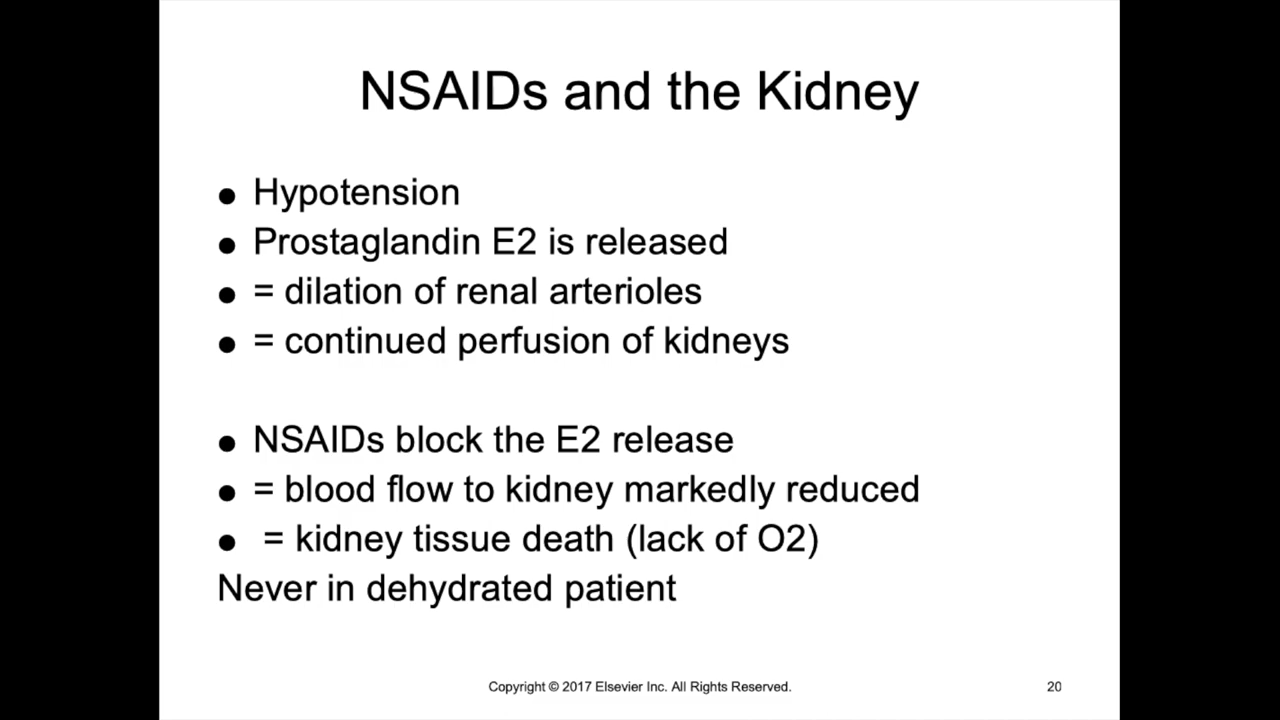 NSAIDs and the Kidney
● Hypotension
● Prostaglandin E2 is released
● = dilation of renal arterioles
● = continued perfusion of kidneys
● NSAIDs block the E2 release
● = blood flow to kidney markedly reduced
● = kidney tissue death (lack of O2)
Never in dehydrated patient
Copyright © 2017 Elsevier Inc. All Rights Reserved.
20